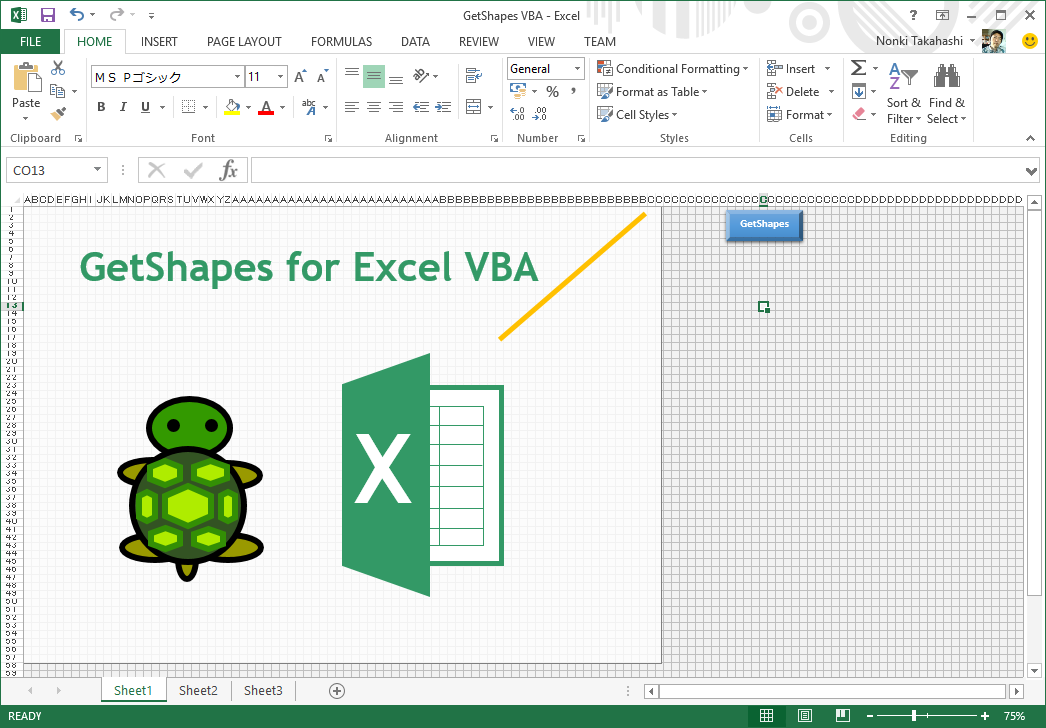 GetShapes VBA - Excel
?
FILE HOME INSERT PAGE LAYOUT FORMULAS DATA REVIEW VIEW TEAM
Nonki Takahashi
Paste
ＭＳ Ｐゴシック 11
B I U
abc
A
General
% ,
Conditional Formatting
Format as Table
Cell Styles
Insert
Delete
Format
Sort & Filter
Find & Select
Clipboard Font Alignment Number Styles Cells Editing
CO13 fx
GetShapes
GetShapes for Excel VBA
X
Sheet1 Sheet2 Sheet3
READY 75%